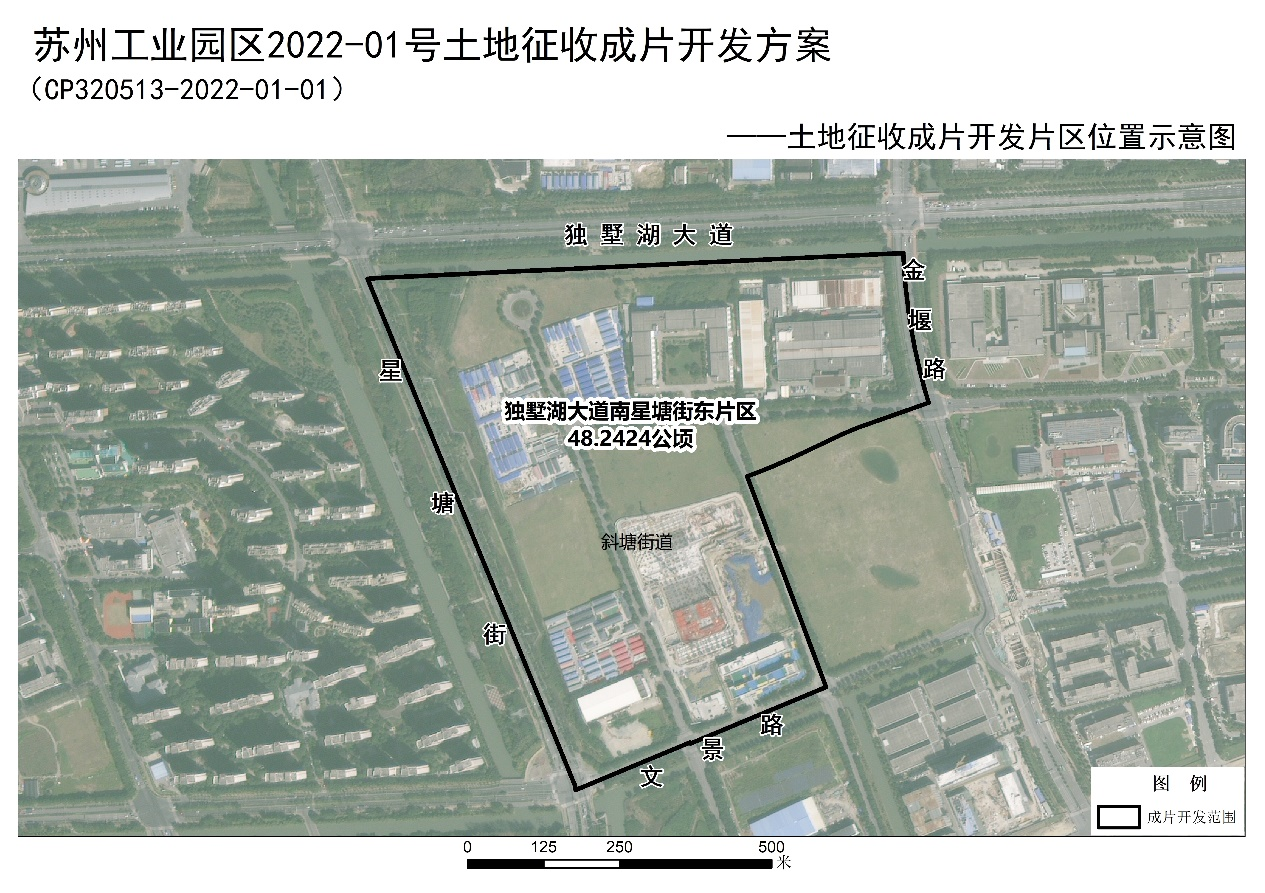 苏州工业园区2022-01号土地征收成片开发方案
（CP320513-2022-01-01）
——土地征收成片开发片区位置示意图
独墅湖大道
金堰路
星塘街
独墅湖大道南星塘街东片区
48.2424公顷
斜塘街道
文景路
图 例
成片开发范围
0 125 250 500
米